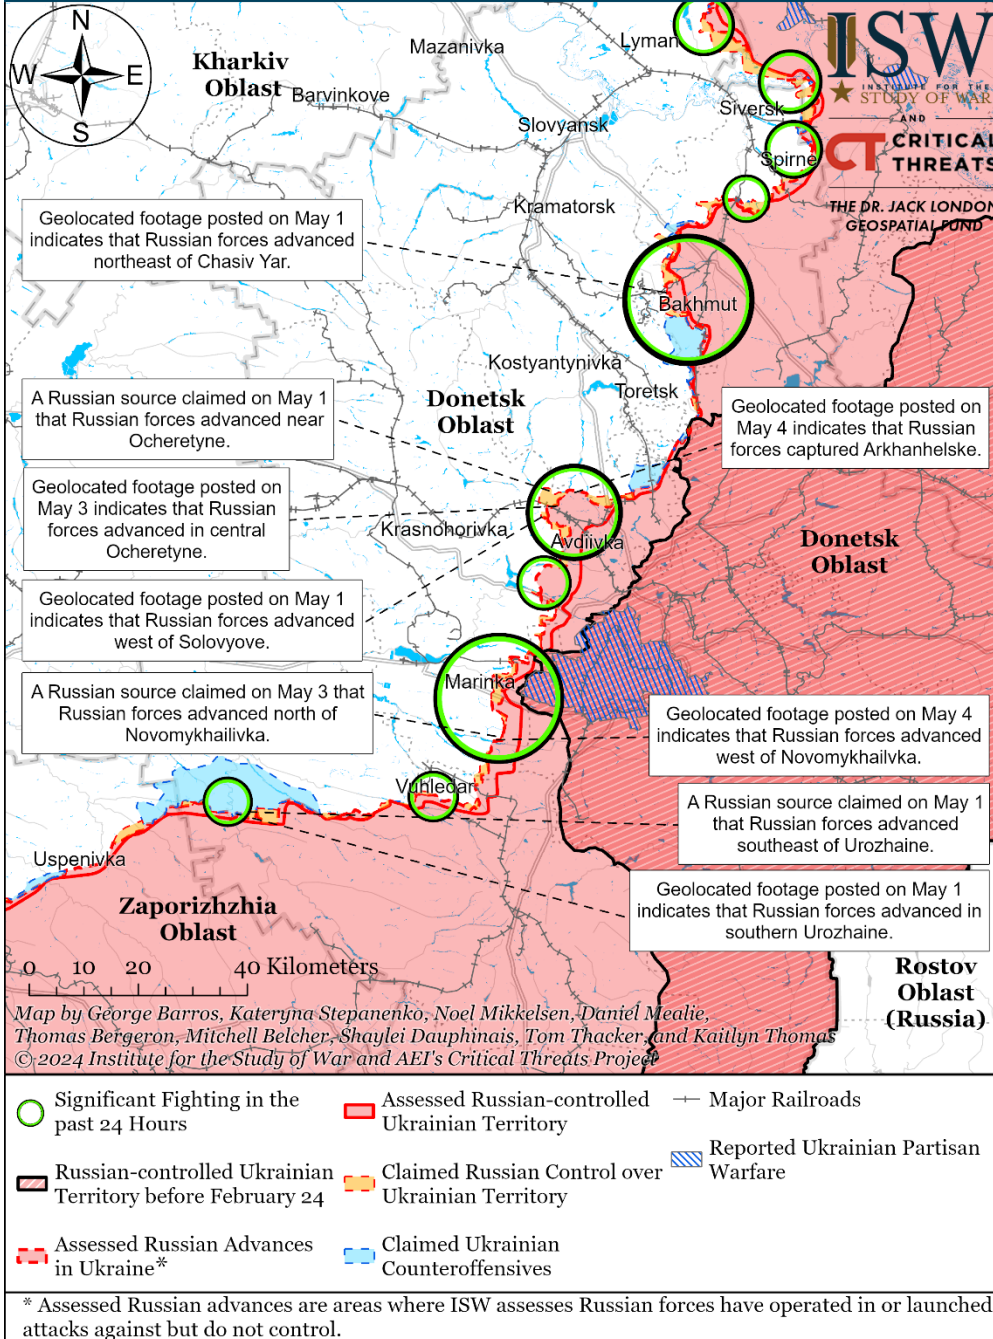 N
W E
S
Kharkiv
Oblast
Mazanivka
Barvinkove
Lyman
Slovyansk
Siversk
Spirne
Kramatorsk
ISW
INSTITUTE FOR THE
STUDY OF WAR
AND
CT CRITICAL
THREATS
THE DR. JACK LONDON
GEOSPATIAL FUND
Geolocated footage posted on May 1
indicates that Russian forces advanced
northeast of Chasiv Yar.
Bakhmut
Kostyantynivka
Toretsk
Donetsk
Oblast
A Russian source claimed on May 1
that Russian forces advanced near
Ocheretyne.
Geolocated footage posted on
May 4 indicates that Russian
forces captured Arkhanhelske.
Geolocated footage posted on
May 3 indicates that Russian
forces advanced in central
Ocheretyne.
Krasnohorivka
Avdiivka
Donetsk
Oblast
Geolocated footage posted on May 1
indicates that Russian forces advanced
west of Solovyove.
Marinka
A Russian source claimed on May 3 that
Russian forces advanced north of
Novomykhailivka.
Geolocated footage posted on May 4
indicates that Russian forces advanced
west of Novomykhailvka.
Vuhledar
A Russian source claimed on May 1
that Russian forces advanced
southeast of Urozhaine.
Uspenivka
Geolocated footage posted on May 1
indicates that Russian forces advanced in
southern Urozhaine.
Zaporizhzhia
Oblast
Rostov
Oblast
(Russia)
0 10 20 40 Kilometers
Map by George Barros, Kateryna Stepanenko, Noel Mikkelsen, Daniel Mealie,
Thomas Bergeron, Mitchell Belcher, Shaylei Dauphinais, Tom Thacker, and Kaitlyn Thomas
© 2024 Institute for the Study of War and AEI's Critical Threats Project
Significant Fighting in the
past 24 Hours
Russian-controlled Ukrainian
Territory before February 24
Assessed Russian Advances
in Ukraine*
Assessed Russian-controlled
Ukrainian Territory
Claimed Russian Control over
Ukrainian Territory
Claimed Ukrainian
Counteroffensives
Major Railroads
Reported Ukrainian Partisan
Warfare
* Assessed Russian advances are areas where ISW assesses Russian forces have operated in or launched
attacks against but do not control.